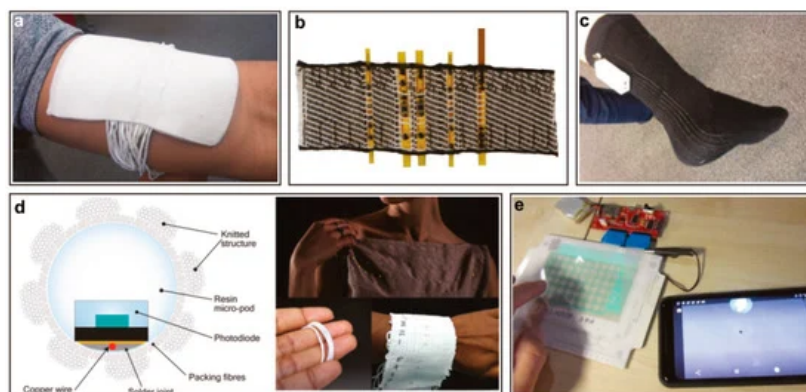 a
b
c
d
Knitted
structure
Resin
micro-pod
Photodiode
Packing fibres
Copper wire
Solder joint
e